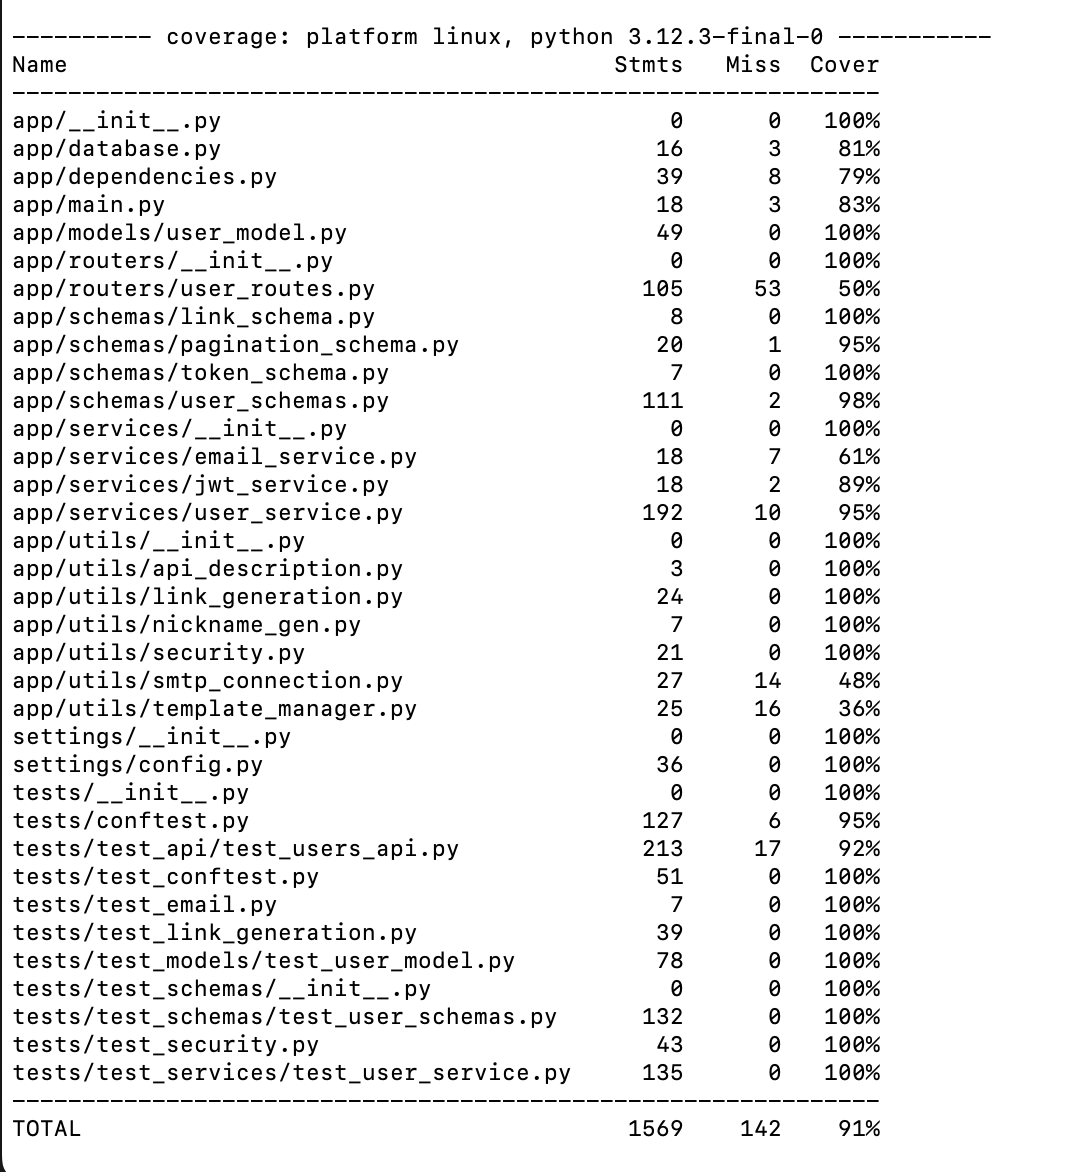 ---------- coverage: platform linux, python 3.12.3-final-0 -----------
Name                                           Stmts   Miss  Cover
--------------------------------------------------------------
app/__init__.py                                    0      0   100%
app/database.py                                   16      3    81%
app/dependencies.py                               39      8    79%
app/main.py                                       18      3    83%
app/models/user_model.py                          49      0   100%
app/routers/__init__.py                            0      0   100%
app/routers/user_routes.py                       105     53    50%
app/schemas/link_schema.py                         8      0   100%
app/schemas/pagination_schema.py                  20      1    95%
app/schemas/token_schema.py                        7      0   100%
app/schemas/user_schemas.py                      111      2    98%
app/services/__init__.py                           0      0   100%
app/services/email_service.py                     18      7    61%
app/services/jwt_service.py                       18      2    89%
app/services/user_service.py                     192     10    95%
app/utils/__init__.py                              0      0   100%
app/utils/api_description.py                       3      0   100%
app/utils/link_generation.py                      24      0   100%
app/utils/nickname_gen.py                          7      0   100%
app/utils/security.py                             21      0   100%
app/utils/smtp_connection.py                      27     14    48%
app/utils/template_manager.py                     25     16    36%
settings/__init__.py                               0      0   100%
settings/config.py                                36      0   100%
tests/__init__.py                                  0      0   100%
tests/conftest.py                                127      6    95%
tests/test_api/test_users_api.py                 213     17    92%
tests/test_conftest.py                            51      0   100%
tests/test_email.py                                7      0   100%
tests/test_link_generation.py                     39      0   100%
tests/test_models/test_user_model.py              78      0   100%
tests/test_schemas/__init__.py                     0      0   100%
tests/test_schemas/test_user_schemas.py          132      0   100%
tests/test_security.py                            43      0   100%
tests/test_services/test_user_service.py         135      0   100%
--------------------------------------------------------------
TOTAL                                           1569    142    91%